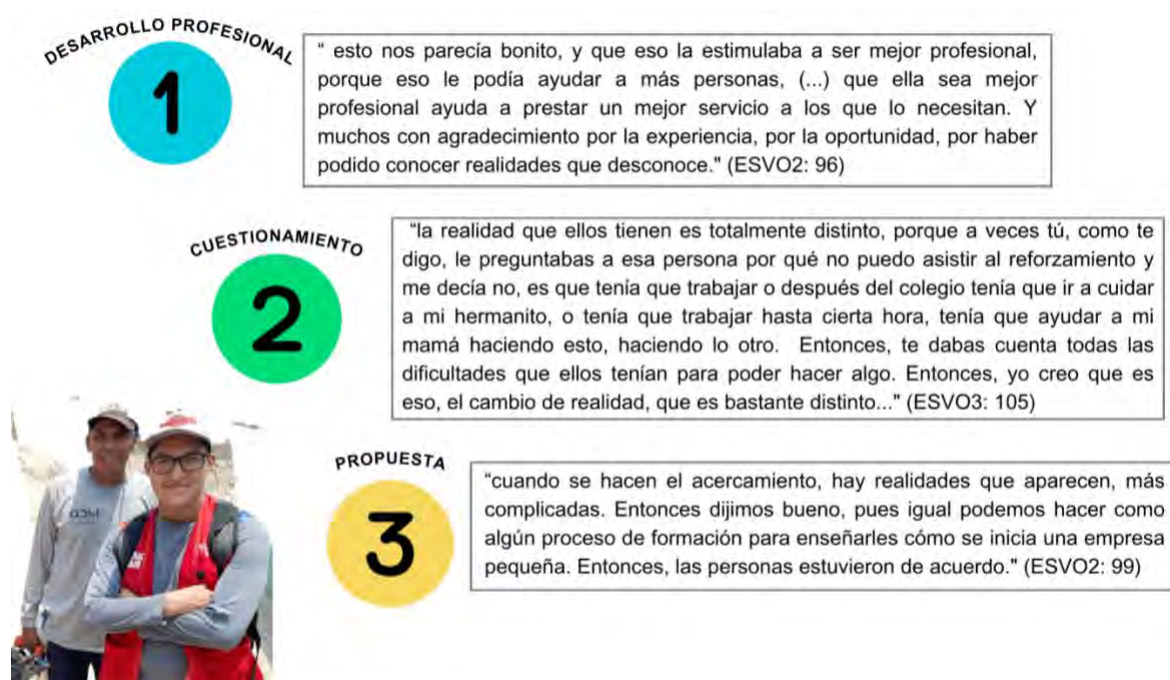 DESARROLLO PROFESIONAL
1
“ esto nos parecía bonito, y que eso la estimulaba a ser mejor profesional,
porque eso le podía ayudar a más personas, (...) que ella sea mejor
profesional ayuda a prestar un mejor servicio a los que lo necesitan. Y
muchos con agradecimiento por la experiencia, por la oportunidad, por haber
podido conocer realidades que desconoce." (ESVO2: 96)
CUESTIONAMIENTO
2
“la realidad que ellos tienen es totalmente distinto, porque a veces tú, como te
digo, le preguntabas a esa persona por qué no puedo asistir al reforzamiento y
me decía no, es que tenía que trabajar o después del colegio tenía que ir a cuidar
a mi hermanito, o tenía que trabajar hasta cierta hora, tenía que ayudar a mi
mamá haciendo esto, haciendo lo otro. Entonces, te dabas cuenta todas las
dificultades que ellos tenían para poder hacer algo. Entonces, yo creo que es
eso, el cambio de realidad, que es bastante distinto..." (ESVO3: 105)
PROPUESTA
3
“cuando se hacen el acercamiento, hay realidades que aparecen, más
complicadas. Entonces dijimos bueno, pues igual podemos hacer como
algún proceso de formación para enseñarles cómo se inicia una empresa
pequeña. Entonces, las personas estuvieron de acuerdo." (ESVO2: 99)